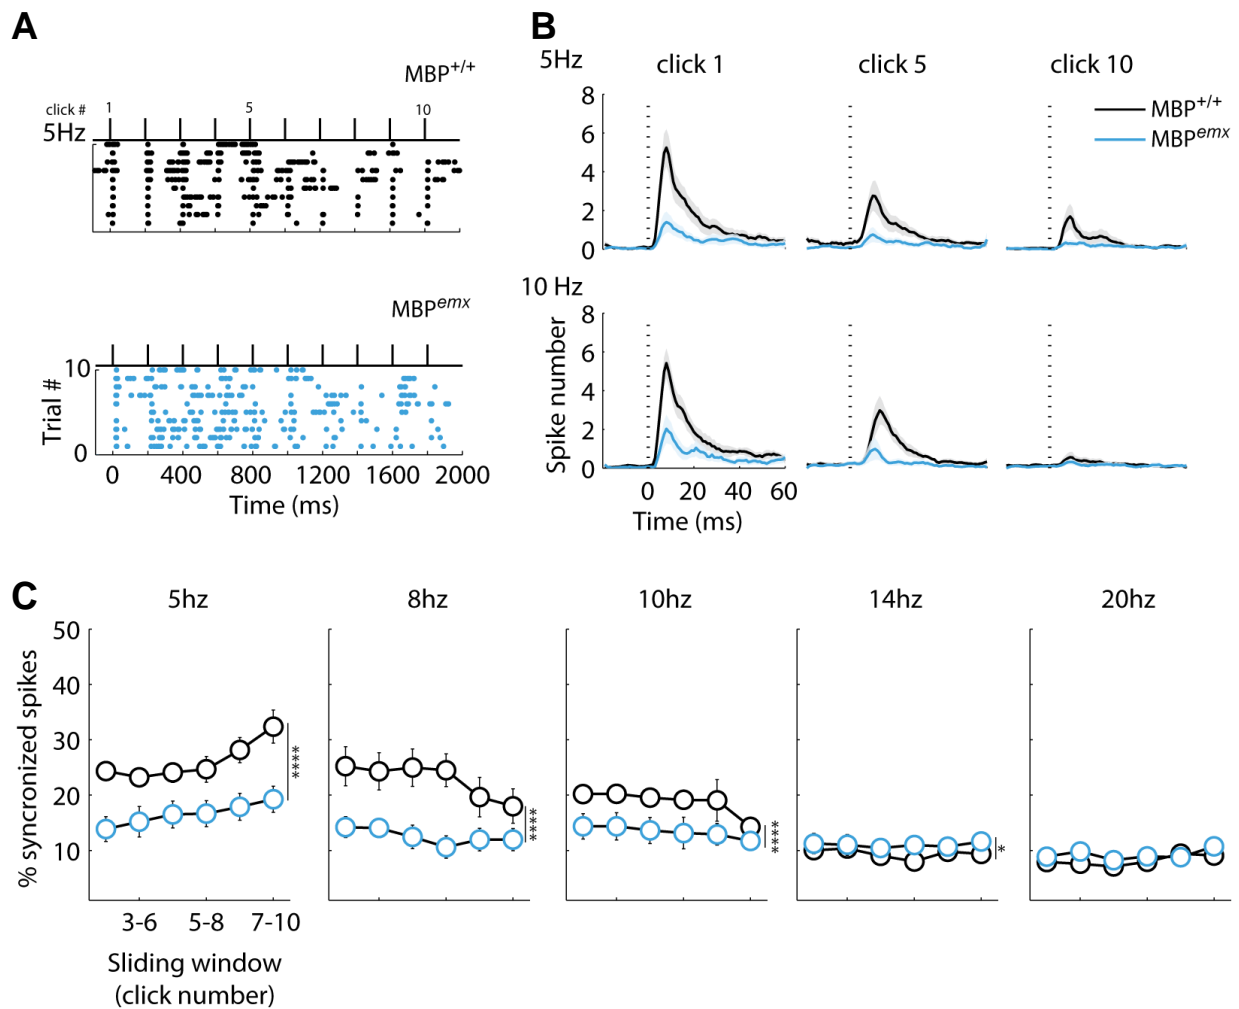 A
MBP+/+
click # 1 5 10
5Hz
MBPemx
Trial #
10
0
0 400 800 1200 1600 2000
Time (ms)
B
5Hz click 1 click 5 click 10
MBP+/+
MBPemx
8
6
4
2
0
10 Hz
Spike number
8
6
4
2
0
0 20 40 60
Time (ms)
C
5hz 8hz 10hz 14hz 20hz
% syncronized spikes
50
40
30
20
10
**** **** **** *
3-6 5-8 7-10
Sliding window
(click number)